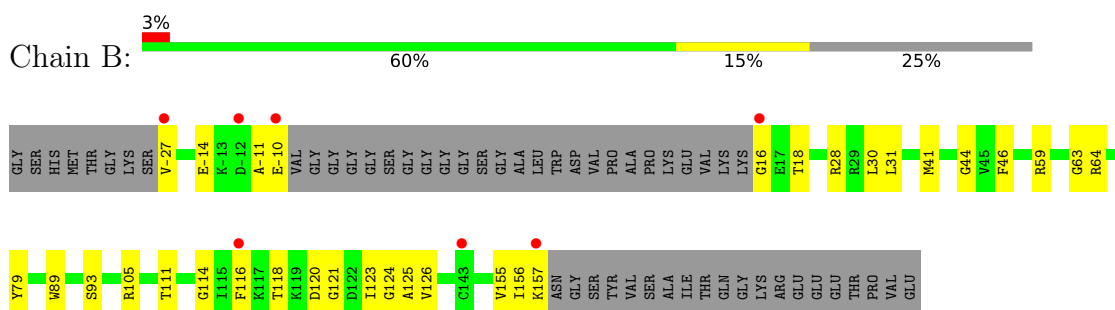 3%
Chain B:
60% 15% 25%
GLY SER HIS MET THR GLY LYS SER V-27 E-14 K-13 D-12 A-11 E-10 VAL GLY GLY GLY GLY SER GLY GLY GLY GLY SER GLY ALA LEU TRP ASP VAL PRO ALA PRO LYS GLU VAL LYS LYS G16 E17 T18 R28 R29 L30 L31 M41 G44 V45 F46 R59 G63 R64
Y79 W89 S93 R105 T111 G114 I115 F116 K117 T118 K119 D120 G121 D122 I123 G124 A125 V126 C143 V155 I156 K157 ASN GLY SER TYR VAL SER ALA ILE THR GLN GLY LYS ARG GLU GLU GLU THR PRO VAL GLU